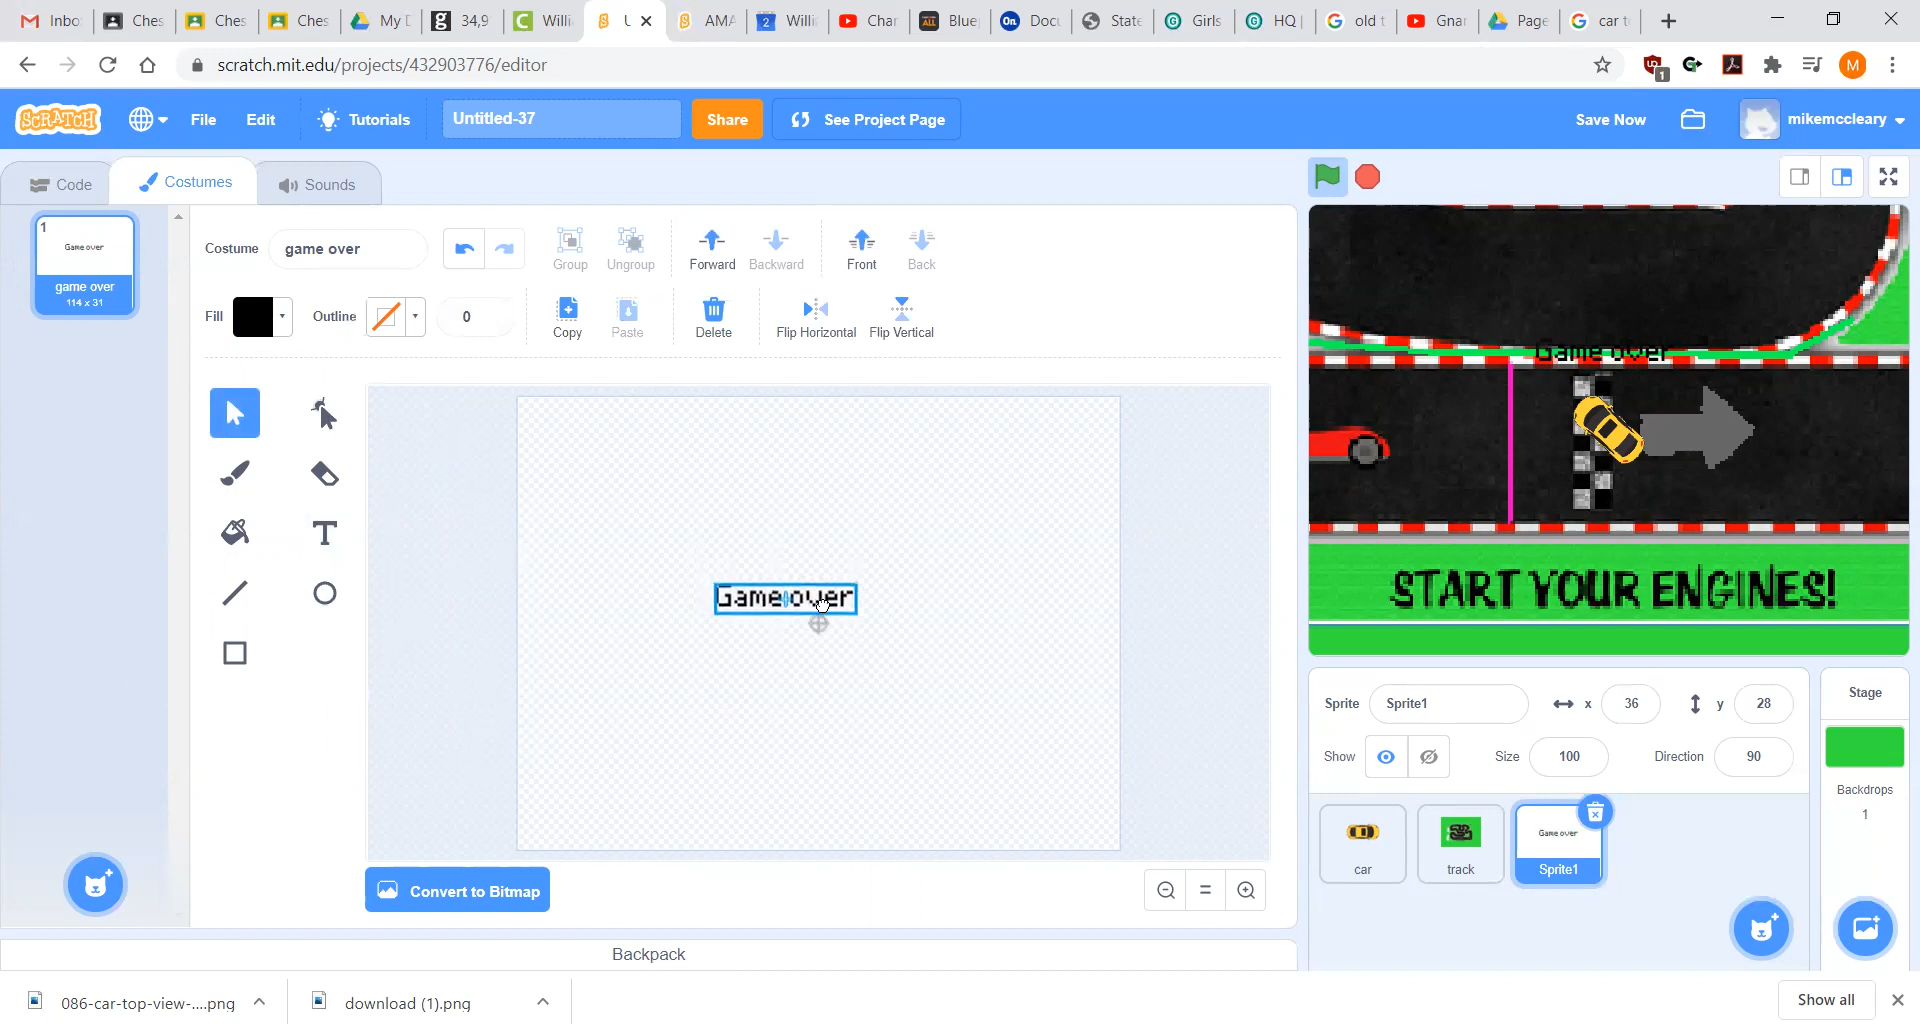 Inbo
Ches
Ches
Ches
My D
34,9
Willi
U
AMA
Willi
Char
Blue
Docu
State
Girls
HQ |
old t
Gnar
Page
car t
scratch.mit.edu/projects/432903776/editor
SCRATCH
File
Edit
Tutorials
Untitled-37
Share
See Project Page
Save Now
mikemccleary
Code
Costumes
Sounds
1
Game over
game over
114 x 31
Costume
game over
Group
Ungroup
Forward
Backward
Front
Back
Fill
Outline
0
Copy
Paste
Delete
Flip Horizontal
Flip Vertical
T
Game over
Convert to Bitmap
Backpack
Game over
START YOUR ENGINES!
Sprite
Sprite1
x
36
y
28
Show
Size
100
Direction
90
car
track
Game over
Sprite1
Stage
Backdrops
1
086-car-top-view-....png
download (1).png
Show all